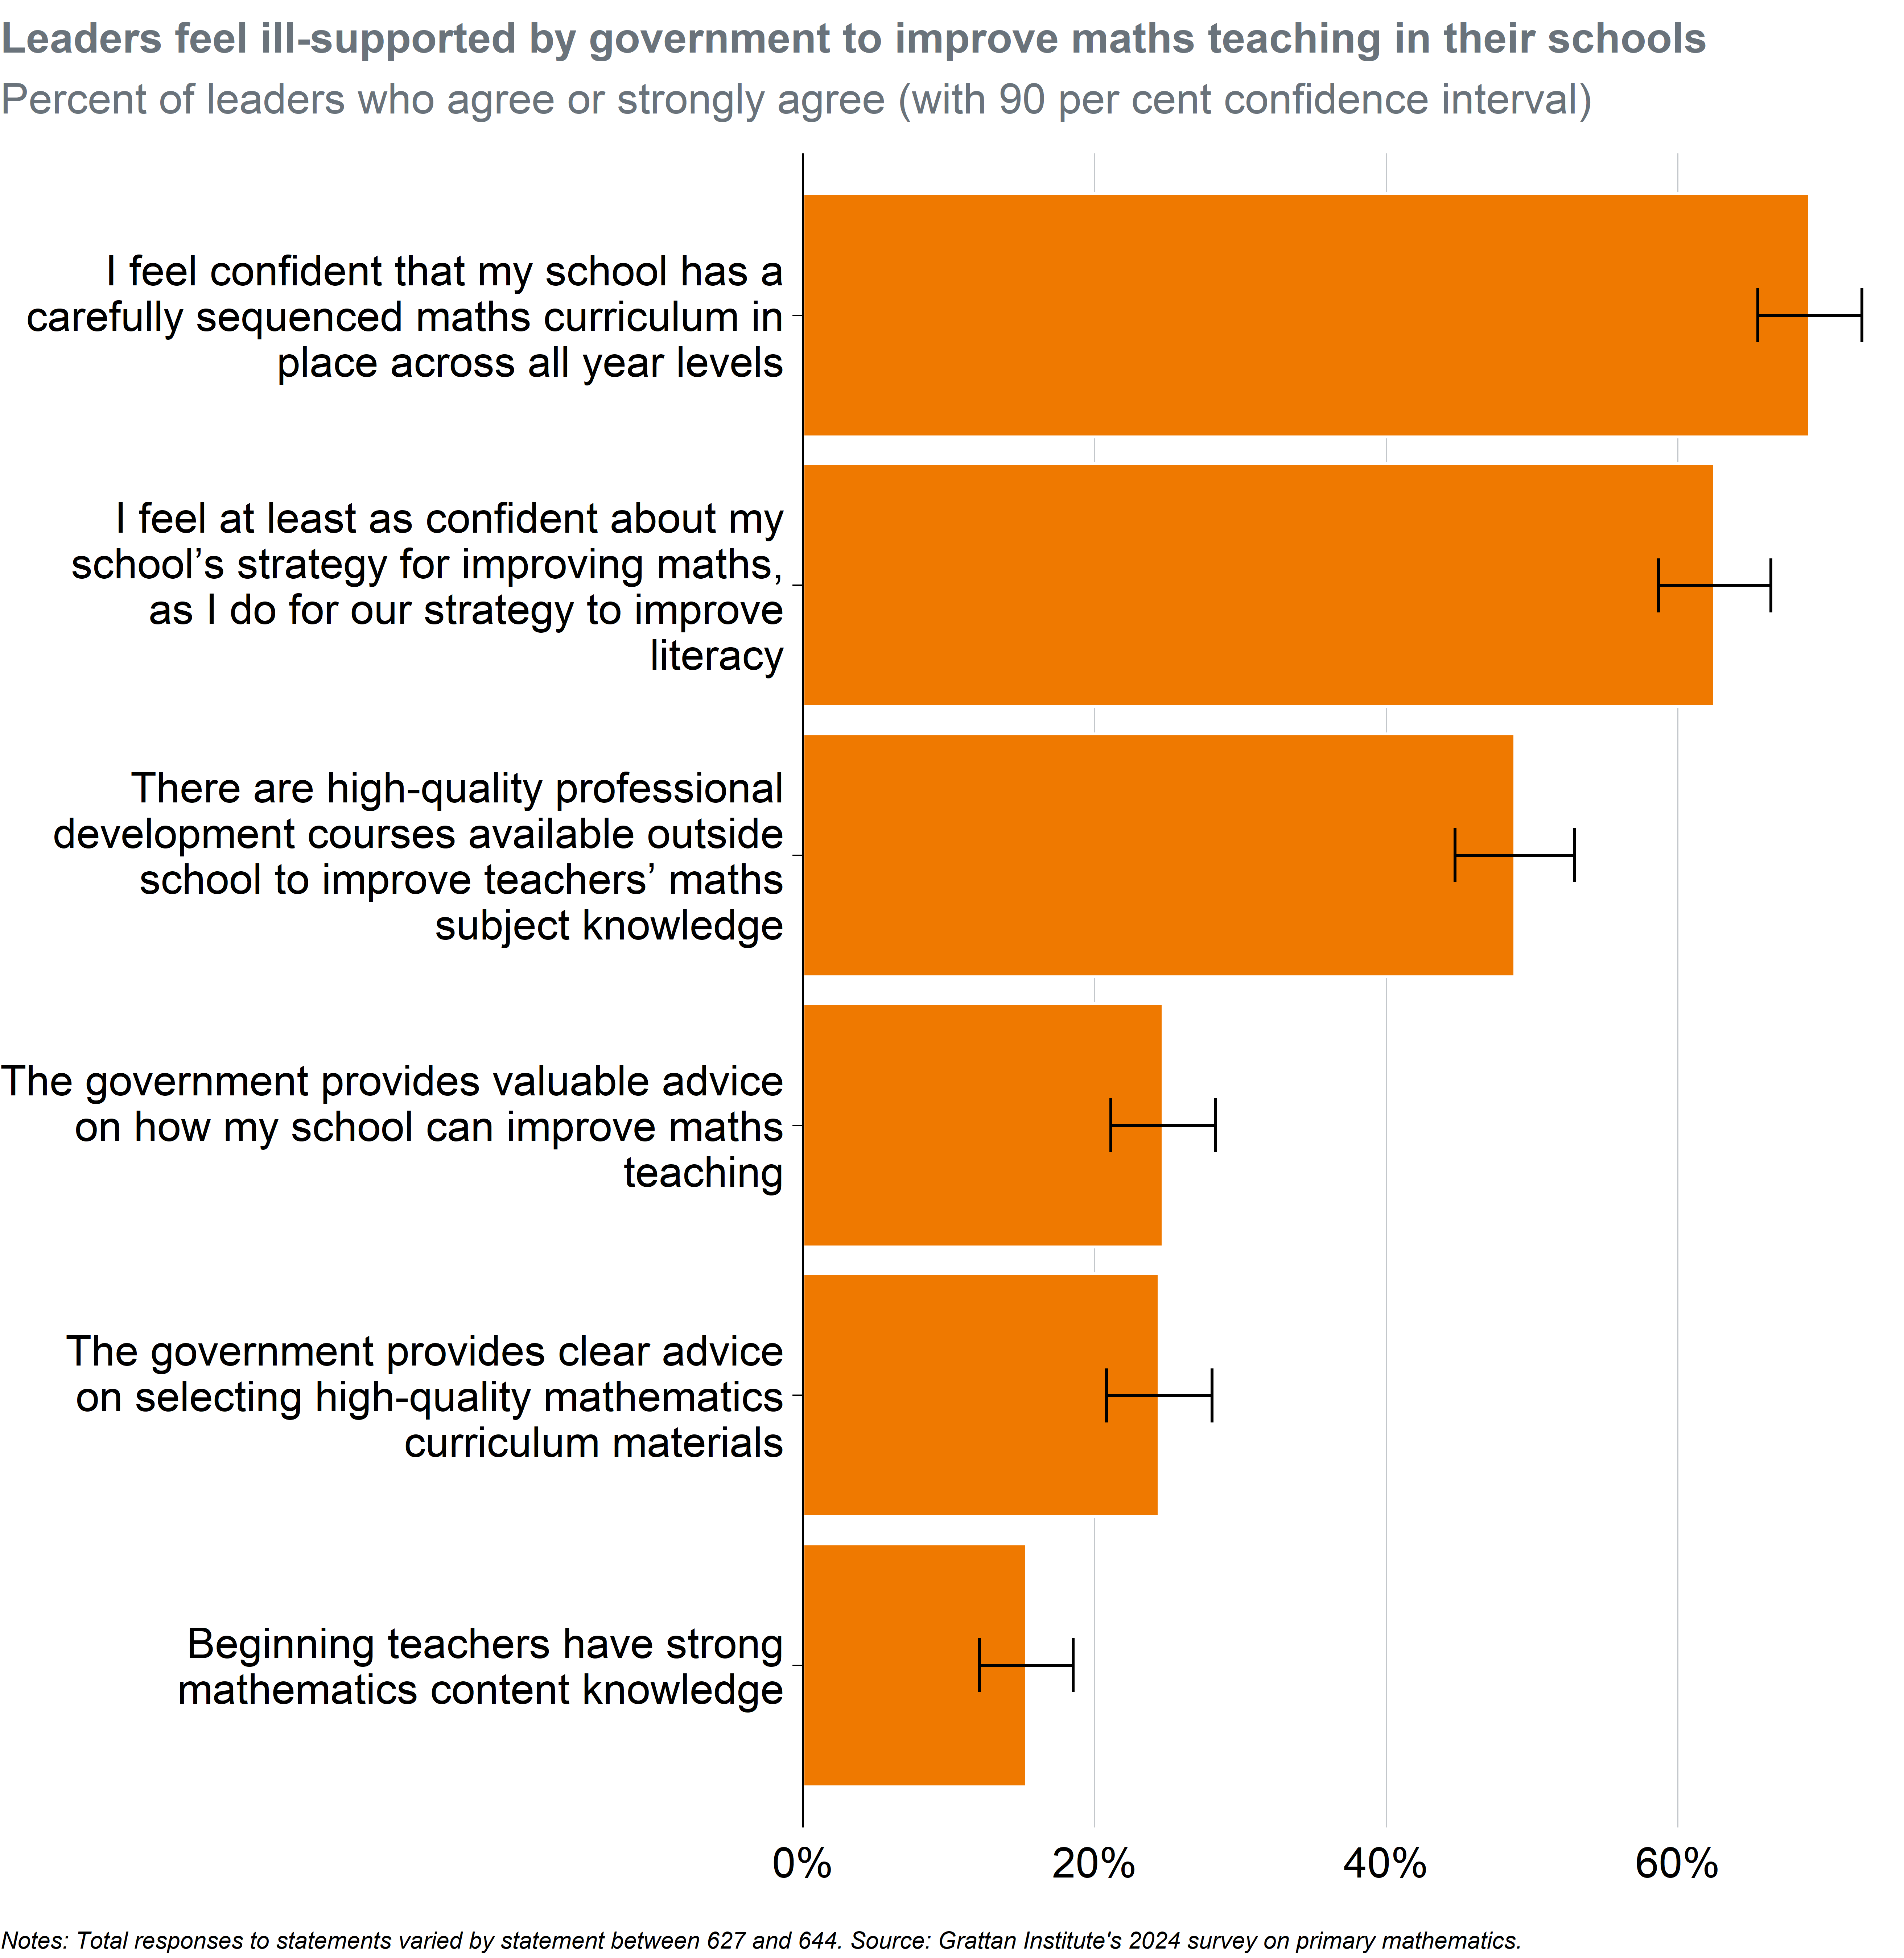 Leaders feel ill-supported by government to improve maths teaching in their schools
Percent of leaders who agree or strongly agree (with 90 per cent confidence interval)
I feel confident that my school has a
carefully sequenced maths curriculum in
place across all year levels
I feel at least as confident about my
school’s strategy for improving maths,
as I do for our strategy to improve
literacy
There are high-quality professional
development courses available outside
school to improve teachers’ maths
subject knowledge
The government provides valuable advice
on how my school can improve maths
teaching
The government provides clear advice
on selecting high-quality mathematics
curriculum materials
Beginning teachers have strong
mathematics content knowledge
0% 20% 40% 60%
Notes: Total responses to statements varied by statement between 627 and 644. Source: Grattan Institute's 2024 survey on primary mathematics.